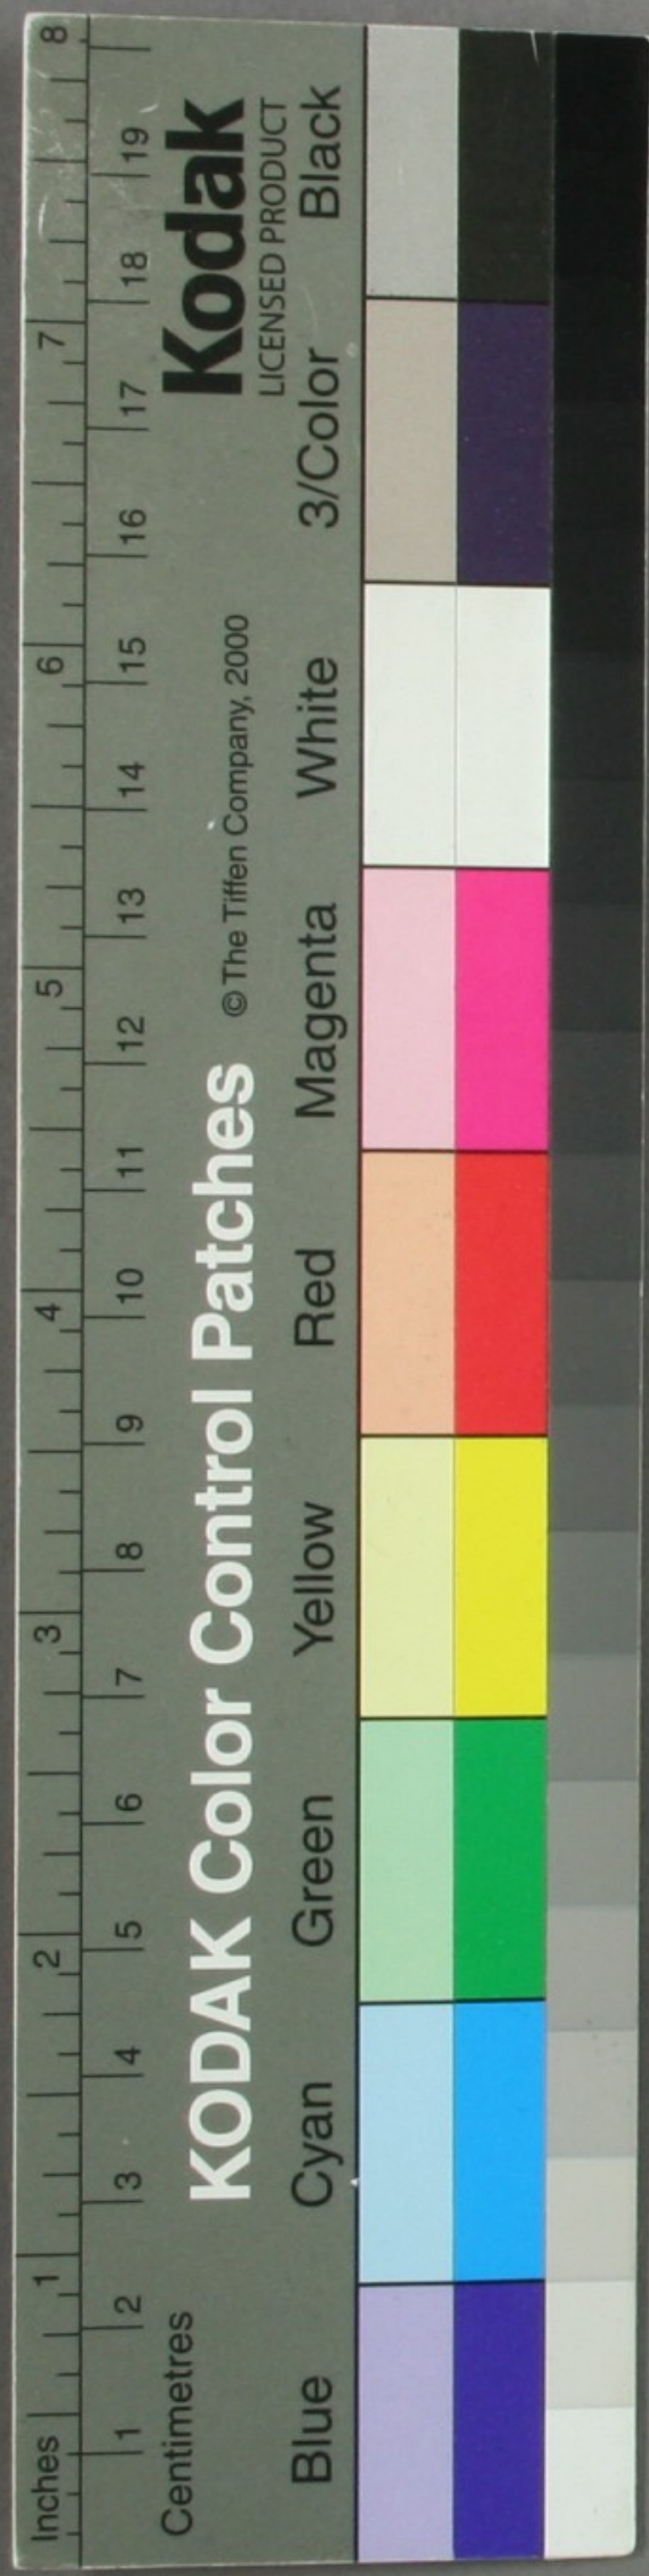 Inches 1 2 3 4 5 6 7 8
1 2 3 4 5 6 7 8 9 10 11 12 13 14 15 16 17 18 19
Centimetres
KODAK Color Control Patches © The Tiffen Company, 2000 Kodak
LICENSED PRODUCT
Blue Cyan Green Yellow Red Magenta White 3/Color Black